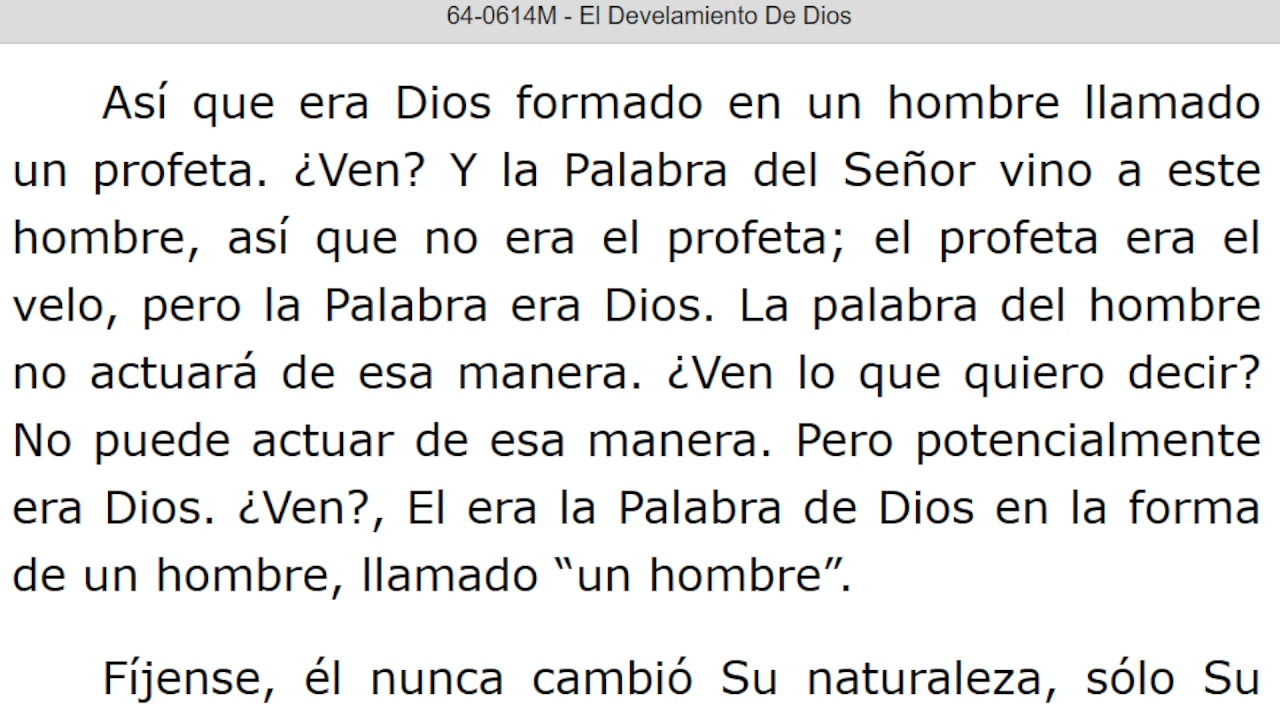 64-0614M - El Develamiento De Dios
Así que era Dios formado en un hombre llamado
un profeta. ¿Ven? Y la Palabra del Señor vino a este
hombre, así que no era el profeta; el profeta era el
velo, pero la Palabra era Dios. La palabra del hombre
no actuará de esa manera. ¿Ven lo que quiero decir?
No puede actuar de esa manera. Pero potencialmente
era Dios. ¿Ven?, El era la Palabra de Dios en la forma
de un hombre, llamado “un hombre”.
Fíjense, él nunca cambió Su naturaleza, sólo Su